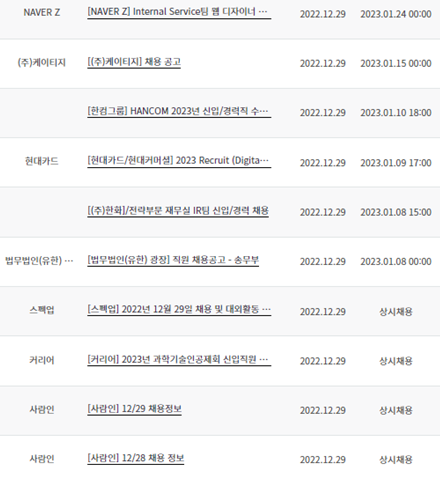 NAVER Z [NAVER Z] Internal Service팀 웹 디자이너 ⋯ 2022.12.29 2023.01.24 00:00
(주)케이티지 [(주)케이티지] 채용 공고 2022.12.29 2023.01.15 00:00
[한컴그룹] HANCOM 2023년 신입/경력직 수⋯ 2022.12.29 2023.01.10 18:00
현대카드 [현대카드/현대커머셜] 2023 Recruit (Digita⋯ 2022.12.29 2023.01.09 17:00
[(주)한화]/전략부문 재무실 IR팀 신입/경력 채용 2022.12.29 2023.01.08 15:00
법무법인(유한) ⋯ [법무법인(유한) 광장] 직원 채용공고 - 송무부 2022.12.29 2023.01.08 00:00
스펙업 [스펙업] 2022년 12월 29일 채용 및 대외활동 ⋯ 2022.12.29 상시채용
커리어 [커리어] 2023년 과학기술인공제회 신입직원 ⋯ 2022.12.29 상시채용
사람인 [사람인] 12/29 채용정보 2022.12.29 상시채용
사람인 [사람인] 12/28 채용 정보 2022.12.29 상시채용